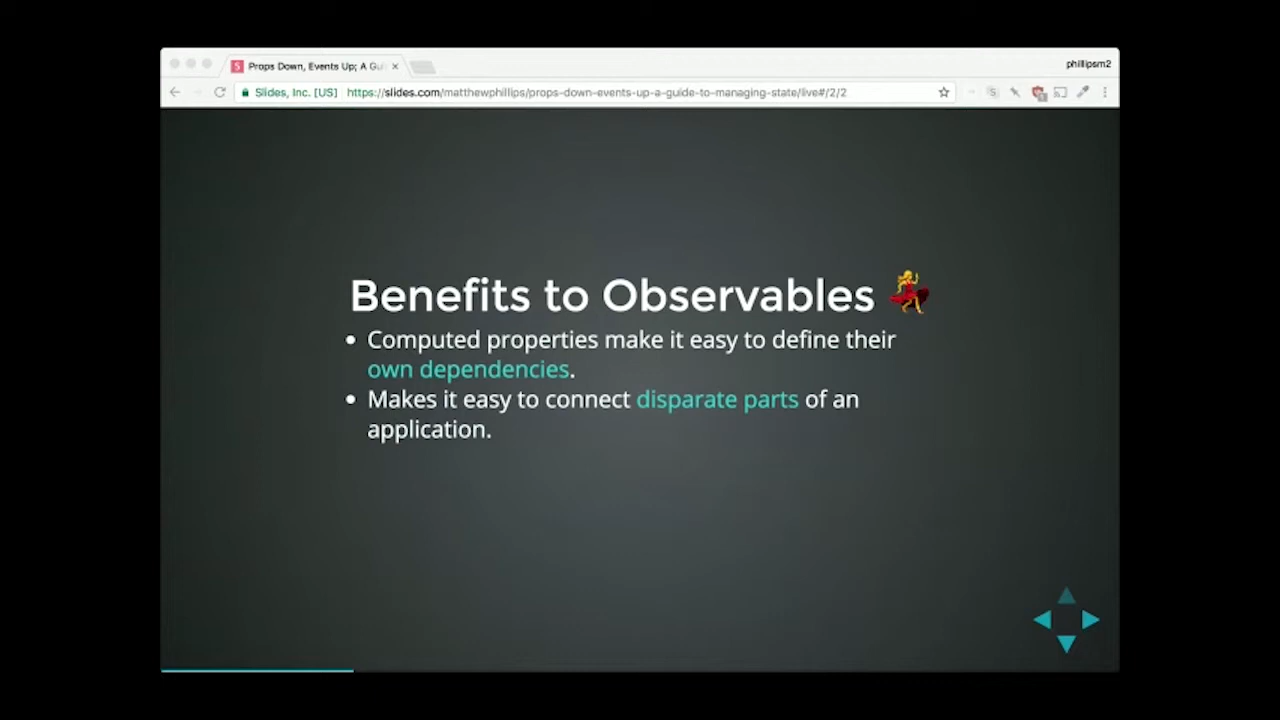 S Props Down, Events Up; A Gu
phillipsm2
Slides, Inc. [US] https://slides.com/matthewphillips/props-down-events-up-a-guide-to-managing-state/live#/2/2
Benefits to Observables
• Computed properties make it easy to define their
own dependencies.
• Makes it easy to connect disparate parts of an
application.